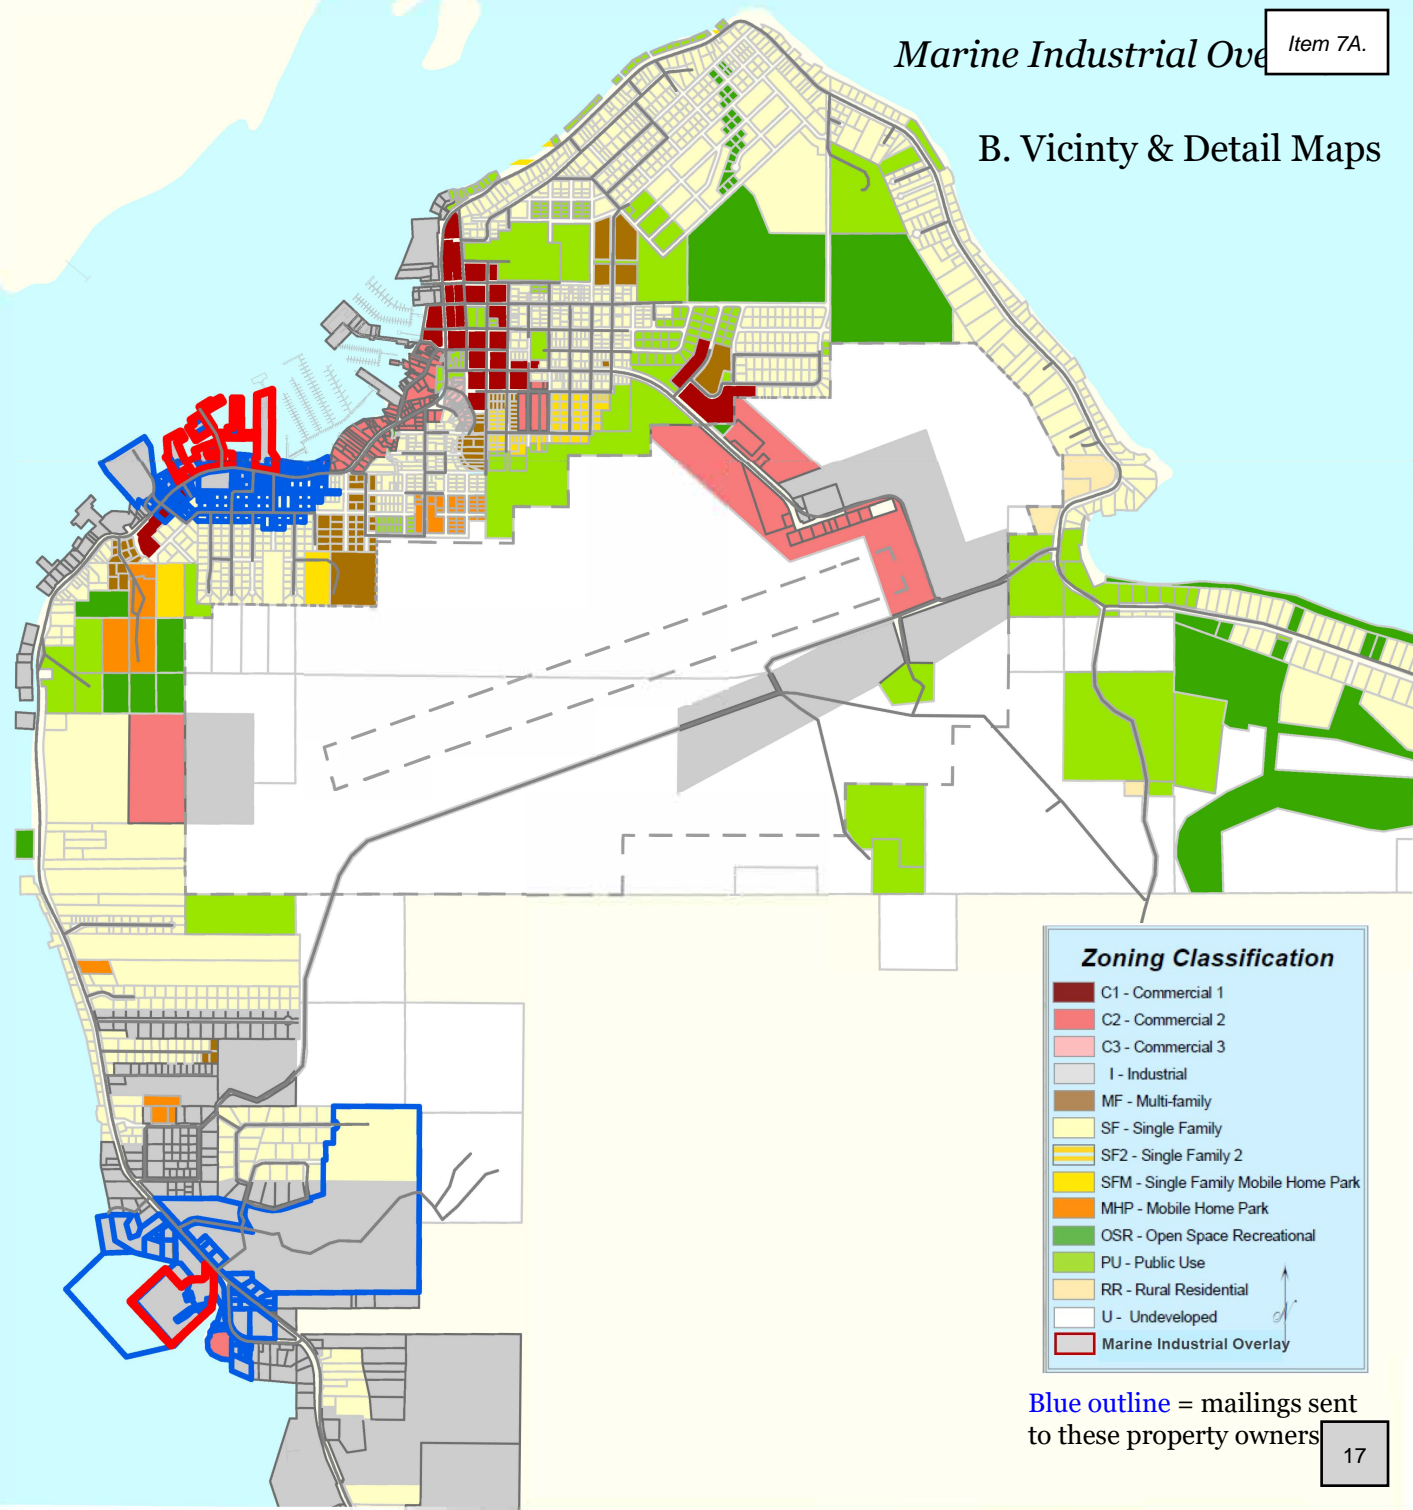 Marine Industrial Ove
Item 7A.
B. Vicinty & Detail Maps
Zoning Classification
C1 - Commercial 1
C2 - Commercial 2
C3 - Commercial 3
I - Industrial
MF - Multi-family
SF - Single Family
SF2 - Single Family 2
SFM - Single Family Mobile Home Park
MHP - Mobile Home Park
OSR - Open Space Recreational
PU - Public Use
RR - Rural Residential
N
U - Undeveloped
Marine Industrial Overlay
Blue outline = mailings sent
to these property owners
17